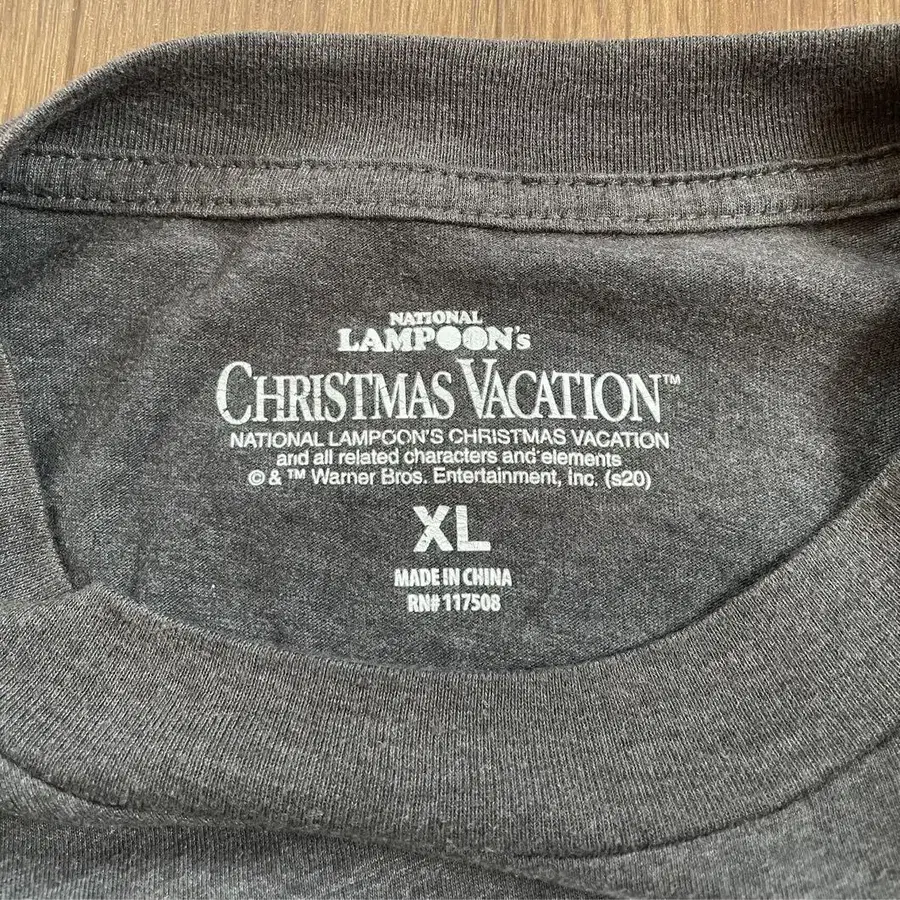 NATIONAL
LAMPOON's
CHRISTMAS VACATION™
NATIONAL LAMPOON'S CHRISTMAS VACATION
and all related characters and elements
© & ™ Warner Bros. Entertainment, Inc. (s20)
XL
MADE IN CHINA
RN# 117508